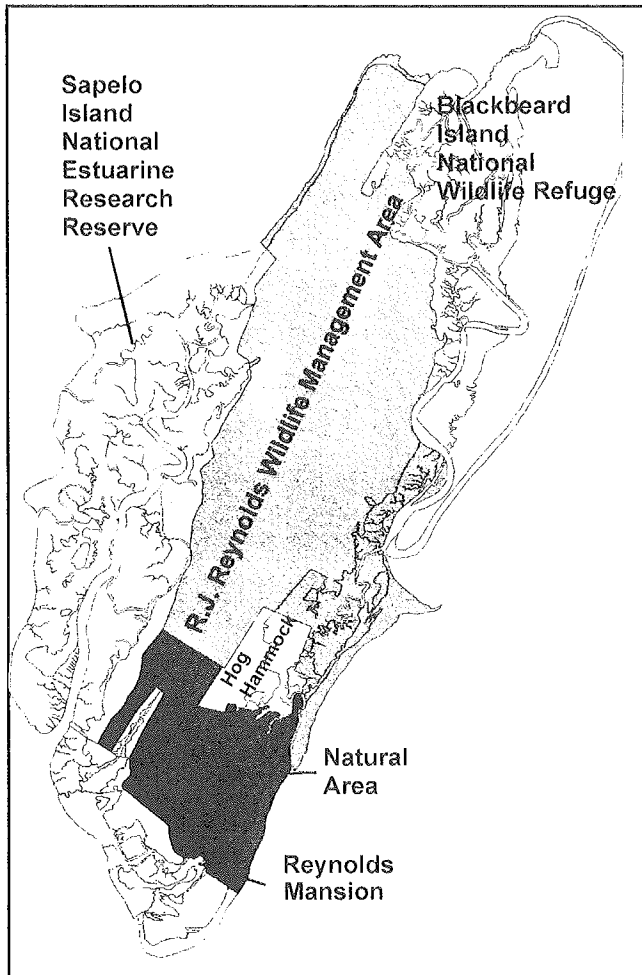 Sapelo
Island
National
Estuarine
Research
Reserve
Blackbeard
Island
National
Wildlife Refuge
R.J. Reynolds Wildlife Management Area
Hog
Hammock
Natural
Area
Reynolds
Mansion